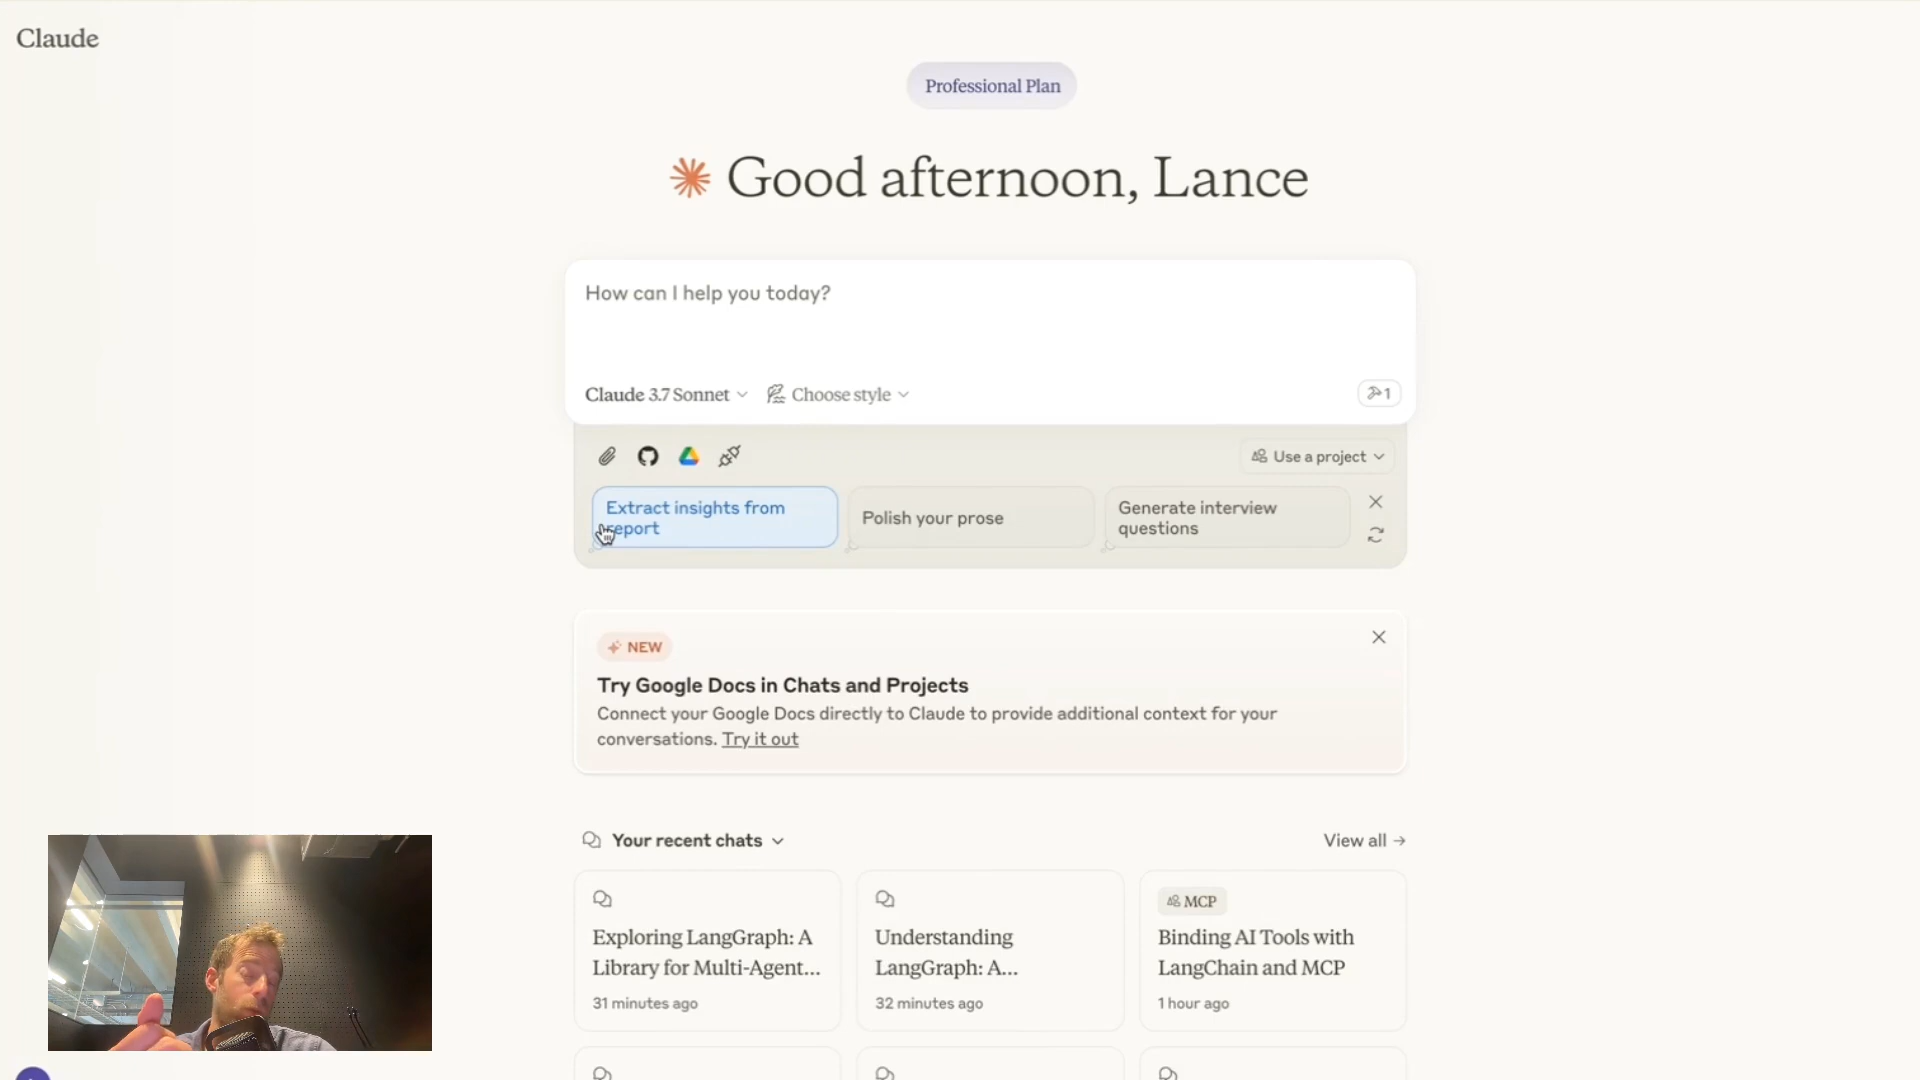 Claude
Professional Plan
Good afternoon, Lance
How can I help you today?
Claude 3.7 Sonnet
Choose style
1
Use a project
Extract insights from
report
Polish your prose
Generate interview
questions
NEW
Try Google Docs in Chats and Projects
Connect your Google Docs directly to Claude to provide additional context for your
conversations. Try it out
Your recent chats
View all →
Exploring LangGraph: A
Library for Multi-Agent...
31 minutes ago
Understanding
LangGraph: A...
32 minutes ago
MCP
Binding AI Tools with
LangChain and MCP
1 hour ago